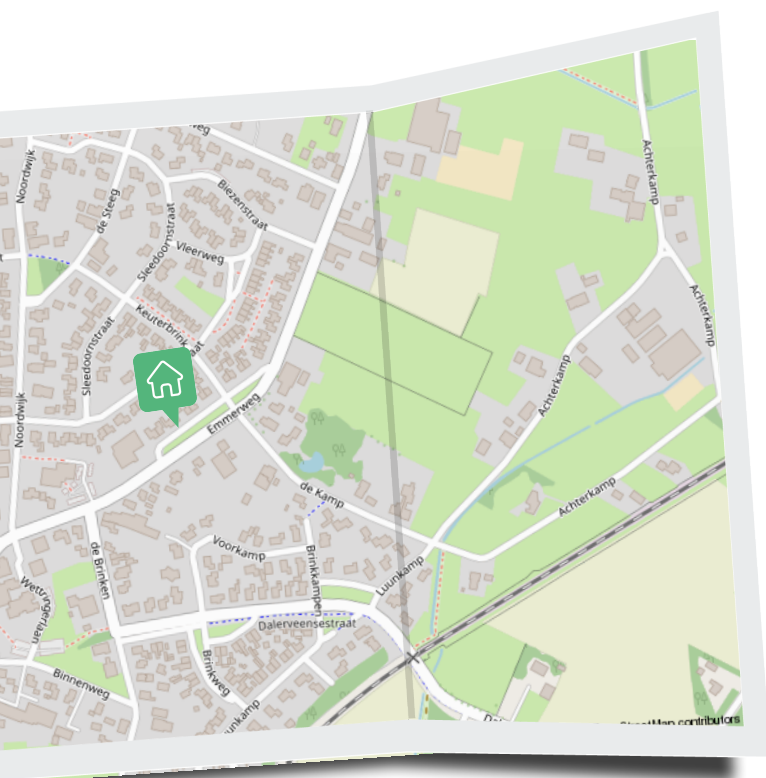 Noordwijk
de Steeg
Biezenstraat
Sleedoornstraat
Vleerweg
Achterkamp
Keuterbrink
Sleedoornstraat
Achterkamp
Achterkamp
Noordwijk
Emmerweg
de Kamp
Achterkamp
de Brinken
Voorkamp
Brinkkampen
Luunkamp
Wettringerlaan
Dalerveensestraat
Brinkweg
Binnenweg
contributors